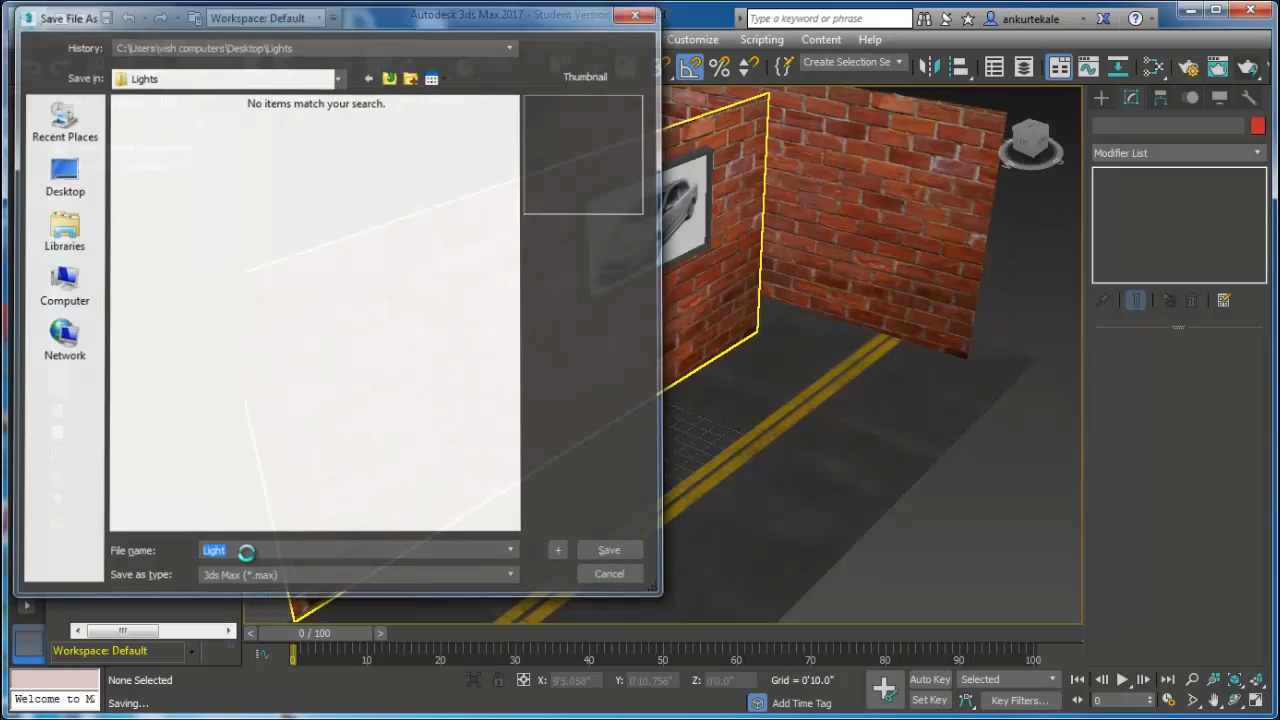 Save File As
Workspace: Default
Autodesk 3ds Max 2017 - Student Version
Type a keyword or phrase
ankurtekale
Customize
Scripting
Content
Help
Create Selection Se
History:
C:\Users\vish computers\Desktop\Lights
Save in:
Lights
Thumbnail
No items match your search.
Recent Places
Desktop
Libraries
Computer
Network
Modifier List
File name:
Light
+
Save
Save as type:
3ds Max (*.max)
Cancel
0 / 100
Workspace: Default
0 10 20 30 40 50 60 70 80 90 100
None Selected
X: 9'5.058"
Y: 0'10.756"
Z: 0'0.0"
Grid = 0'10.0"
Auto Key
Selected
Welcome to M
Saving...
Add Time Tag
Set Key
Key Filters...
0